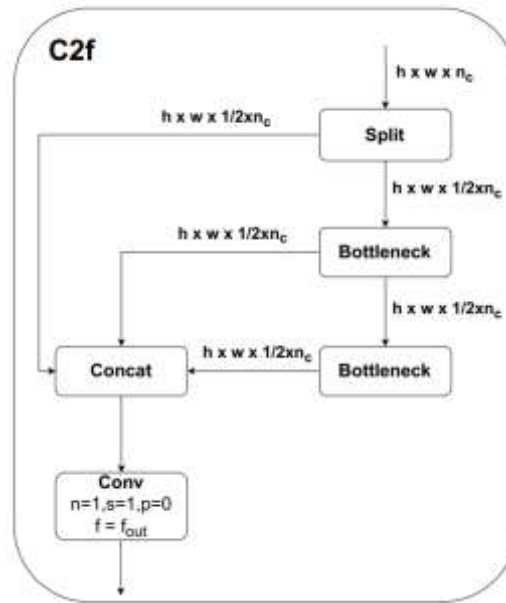 C2f
h x w x n_c
h x w x 1/2xn_c
Split
h x w x 1/2xn_c
h x w x 1/2xn_c
Bottleneck
h x w x 1/2xn_c
h x w x 1/2xn_c
Concat
Bottleneck
Conv
n=1,s=1,p=0
f = f_out